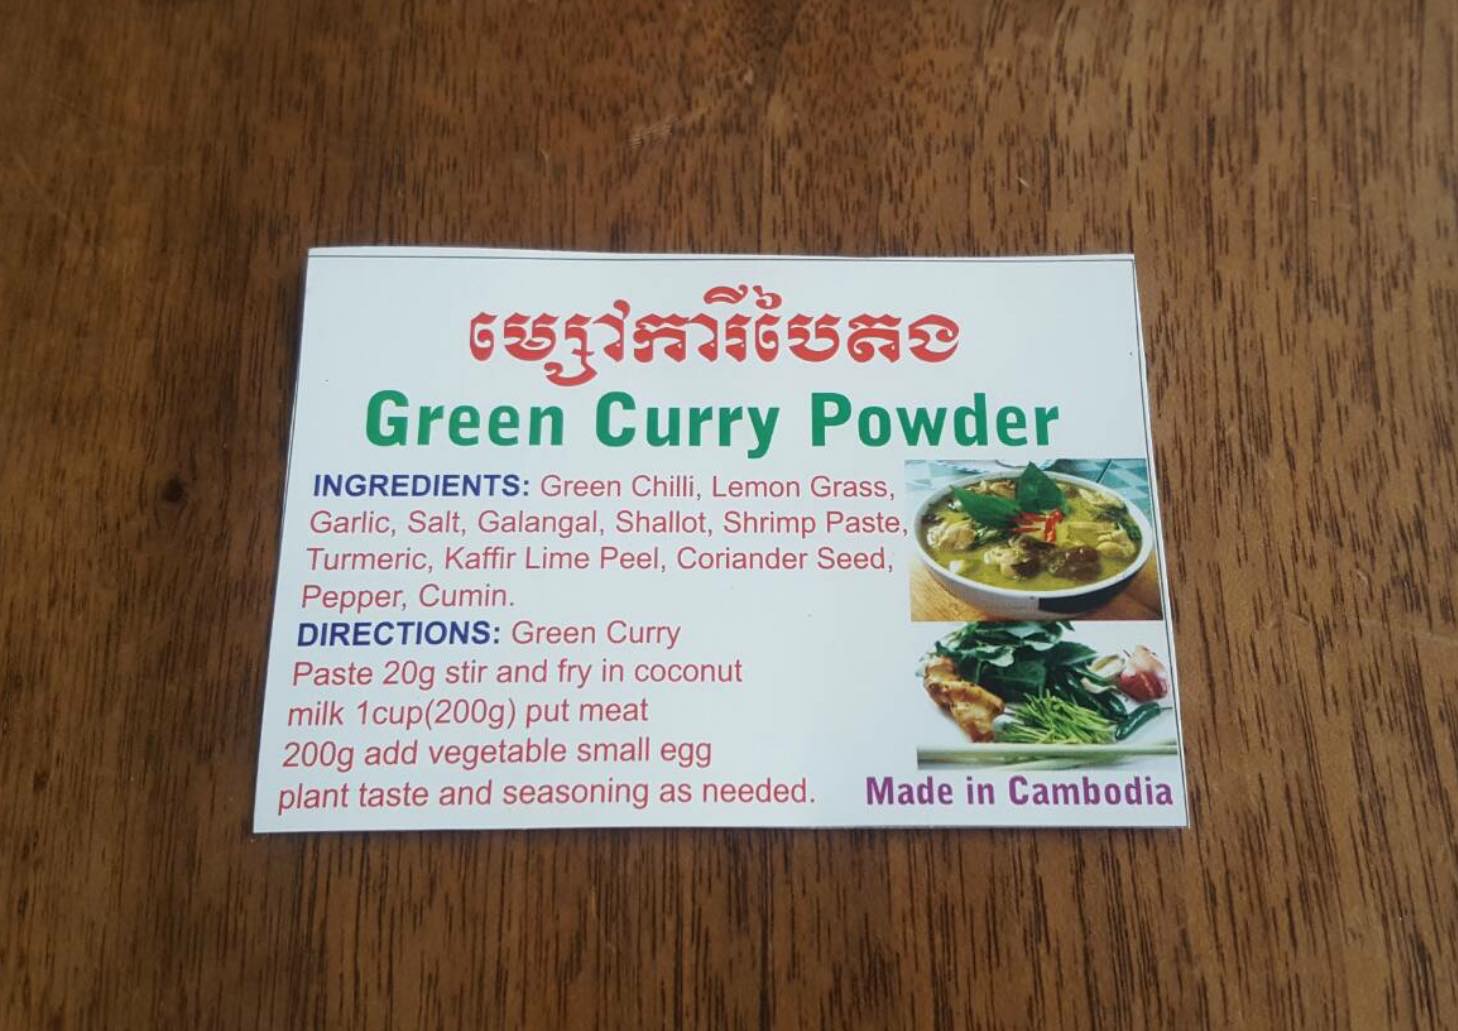 ម្សៅការីបៃតង
Green Curry Powder
INGREDIENTS: Green Chilli, Lemon Grass,
Garlic, Salt, Galangal, Shallot, Shrimp Paste,
Turmeric, Kaffir Lime Peel, Coriander Seed,
Pepper, Cumin.
DIRECTIONS: Green Curry
Paste 20g stir and fry in coconut
milk 1cup(200g) put meat
200g add vegetable small egg
plant taste and seasoning as needed.
Made in Cambodia